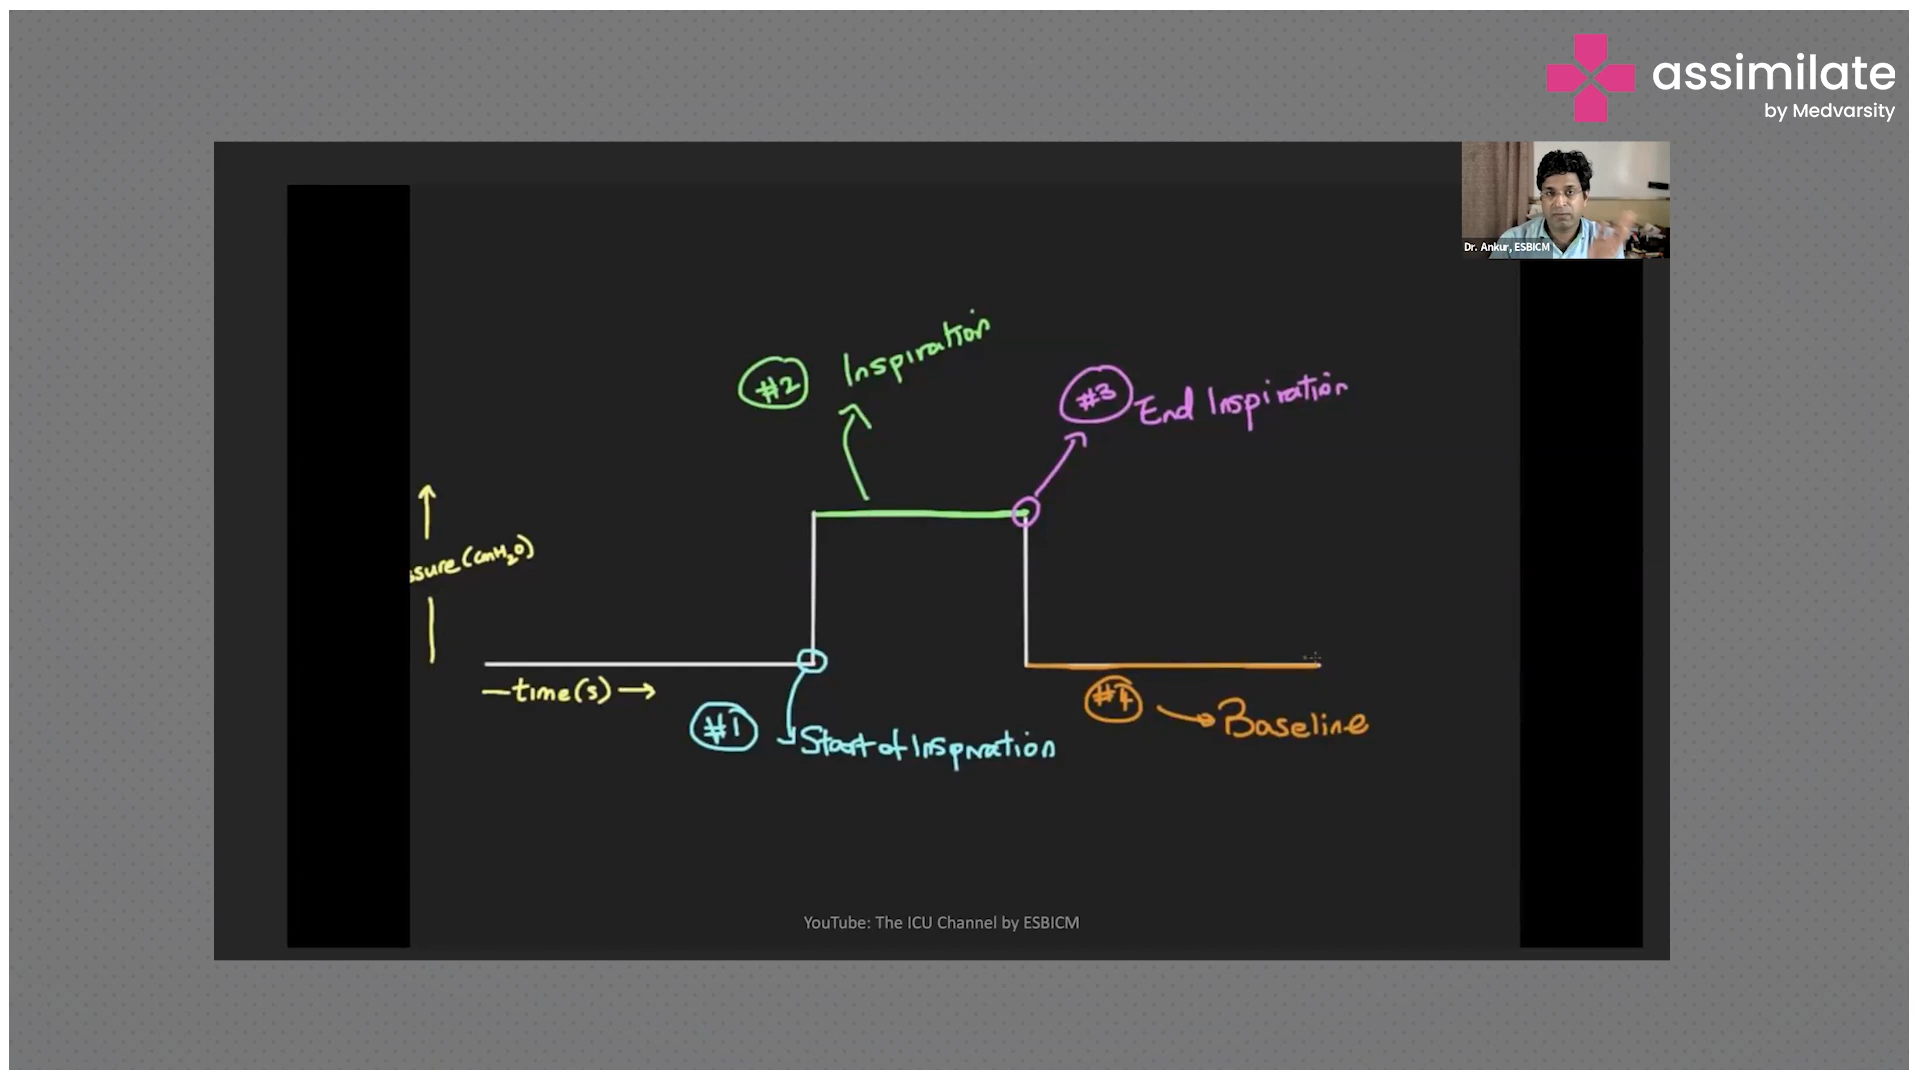 assimilate
by Medvarsity
Dr. Ankur, ESBICM
#2 Inspiration
#3 End Inspiration
ssure (cmH2O)
time(s)
#1 Start of Inspiration
#4 Baseline
YouTube: The ICU Channel by ESBICM